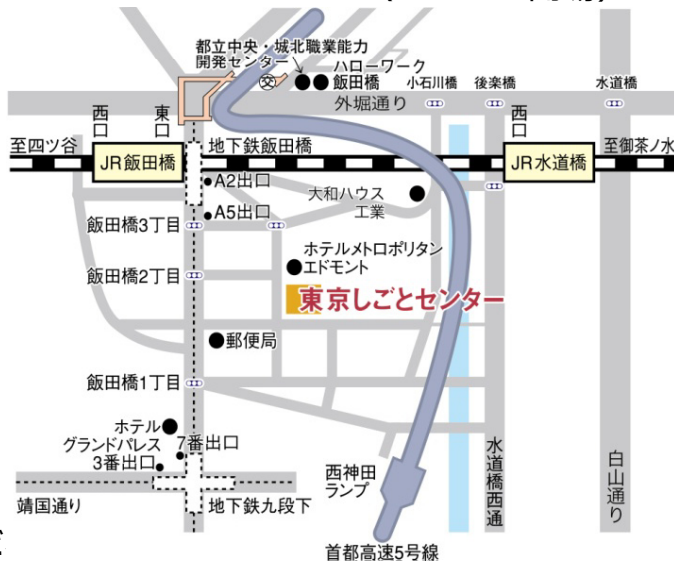 都立中央・城北職業能力
開発センター
ハローワーク
飯田橋
小石川橋
後楽橋
水道橋
外堀通り
西口
東口
西口
至四ツ谷
JR飯田橋
地下鉄飯田橋
JR水道橋
至御茶ノ水
A2出口
大和ハウス
工業
A5出口
飯田橋3丁目
ホテルメトロポリタン
エドモント
飯田橋2丁目
東京しごとセンター
郵便局
飯田橋1丁目
ホテル
グランドパレス
7番出口
3番出口
西神田
ランプ
水道橋西通
白山通り
靖国通り
地下鉄九段下
首都高速5号線